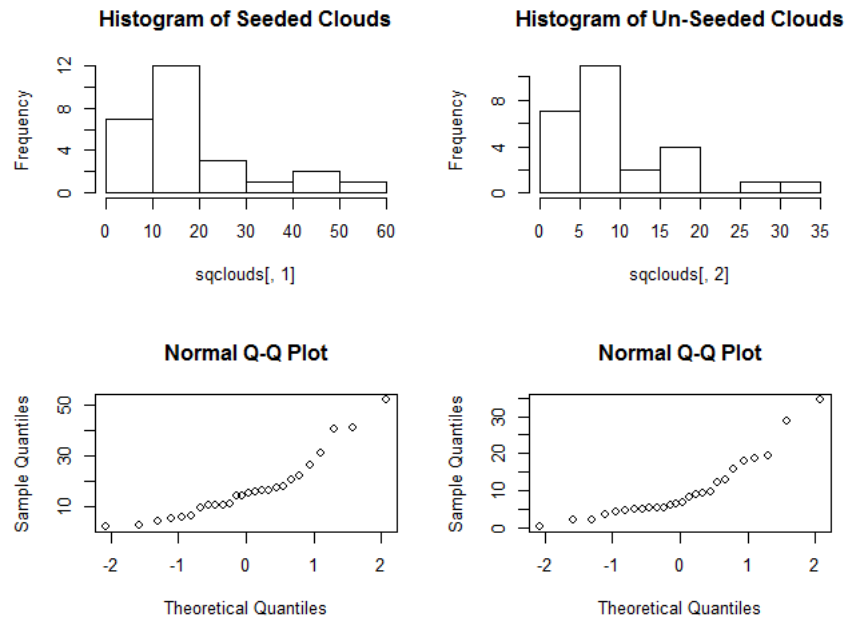 Histogram of Seeded Clouds
Frequency
12
8
4
0
0 10 20 30 40 50 60
sqclouds[, 1]
Histogram of Un-Seeded Clouds
Frequency
8
4
0
0 5 10 15 20 25 30 35
sqclouds[, 2]
Normal Q-Q Plot
Sample Quantiles
50
30
10
-2 -1 0 1 2
Theoretical Quantiles
Normal Q-Q Plot
Sample Quantiles
30
20
10
0
-2 -1 0 1 2
Theoretical Quantiles